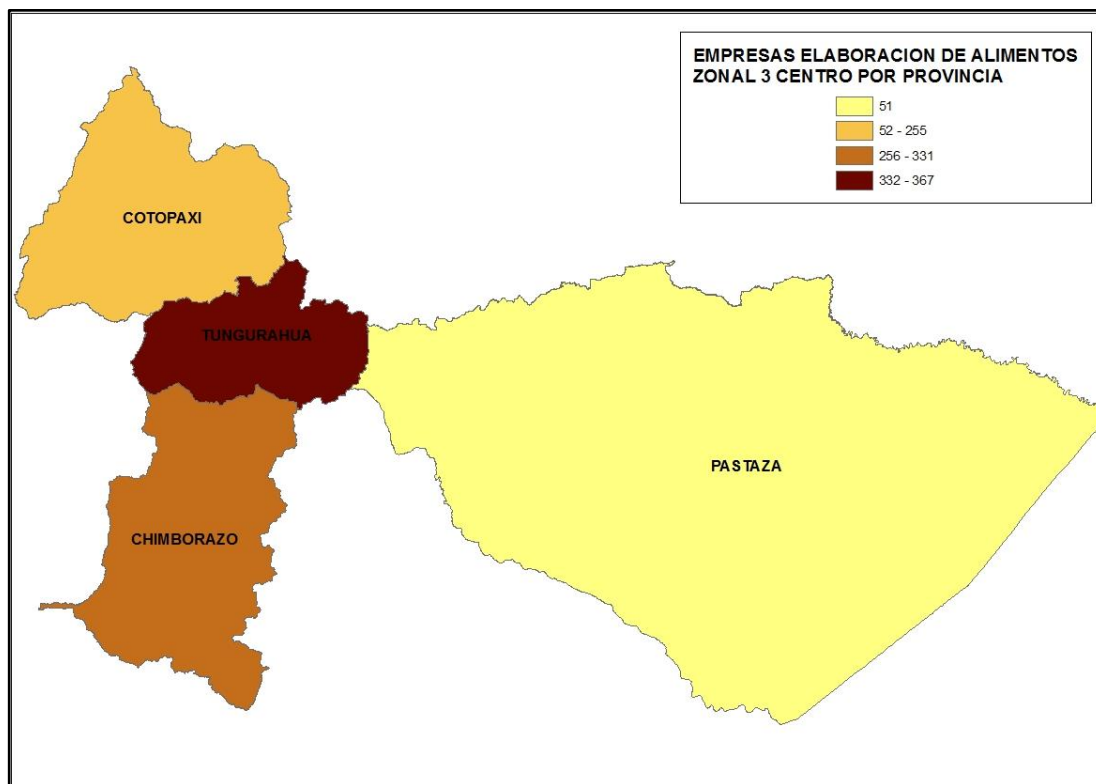 EMPRESAS ELABORACION DE ALIMENTOS
ZONAL 3 CENTRO POR PROVINCIA
51
52 - 255
256 - 331
332 - 367
COTOPAXI
TUNGURAHUA
PASTAZA
CHIMBORAZO